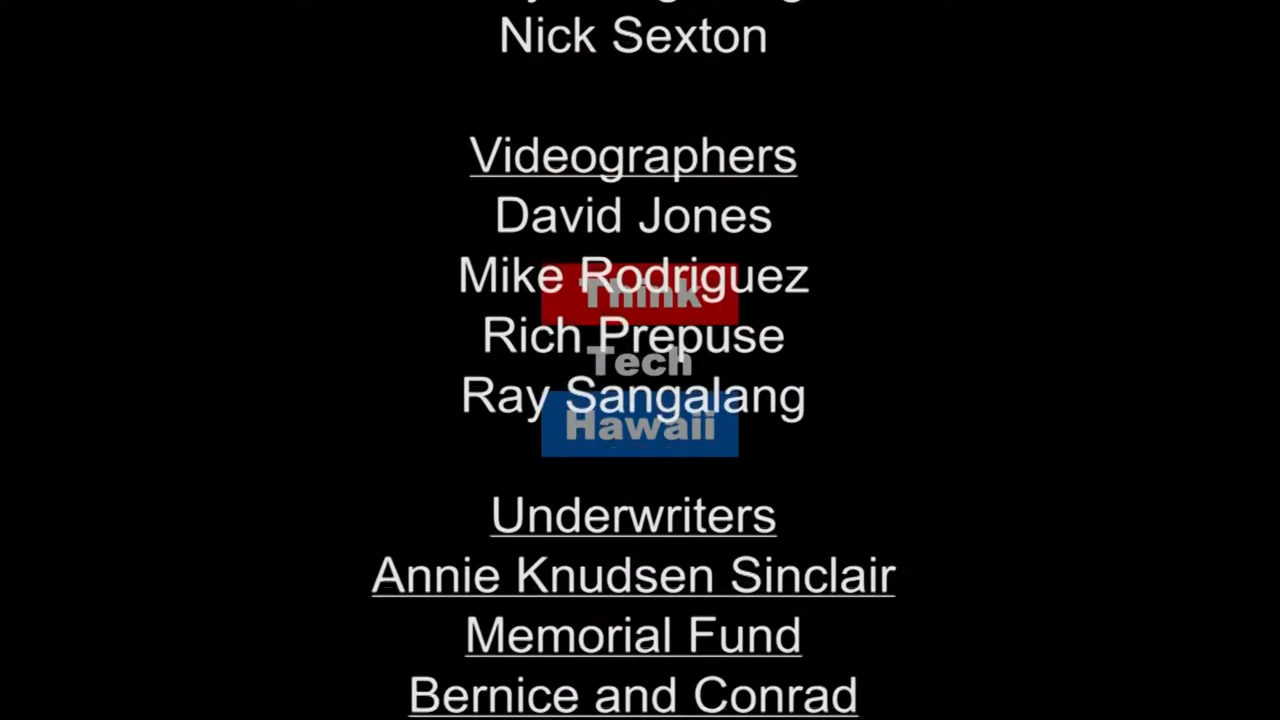 Nick Sexton
Videographers
David Jones
Mike Rodriguez
Think
Rich Prepuse
Tech
Ray Sangalang
Hawaii
Underwriters
Annie Knudsen Sinclair
Memorial Fund
Bernice and Conrad